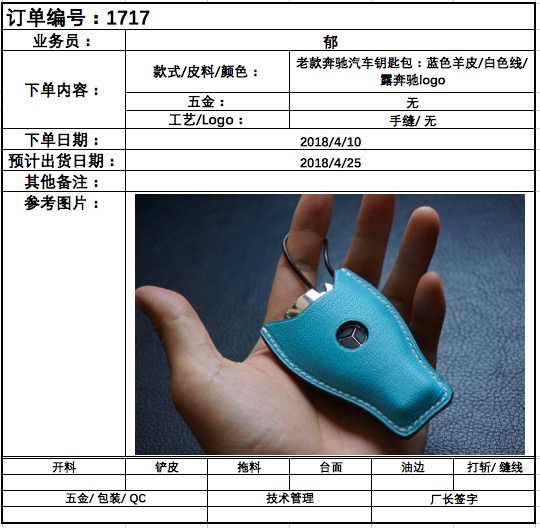 订单编号：1717
业务员： 郁
下单内容： 款式/皮料/颜色： 老款奔驰汽车钥匙包：蓝色羊皮/白色线/
露奔驰logo
五金： 无
工艺/Logo： 手缝/ 无
下单日期： 2018/4/10
预计出货日期： 2018/4/25
其他备注：
参考图片：
开料 铲皮 拖料 台面 油边 打斩/ 缝线
五金/ 包装/ QC 技术管理 厂长签字